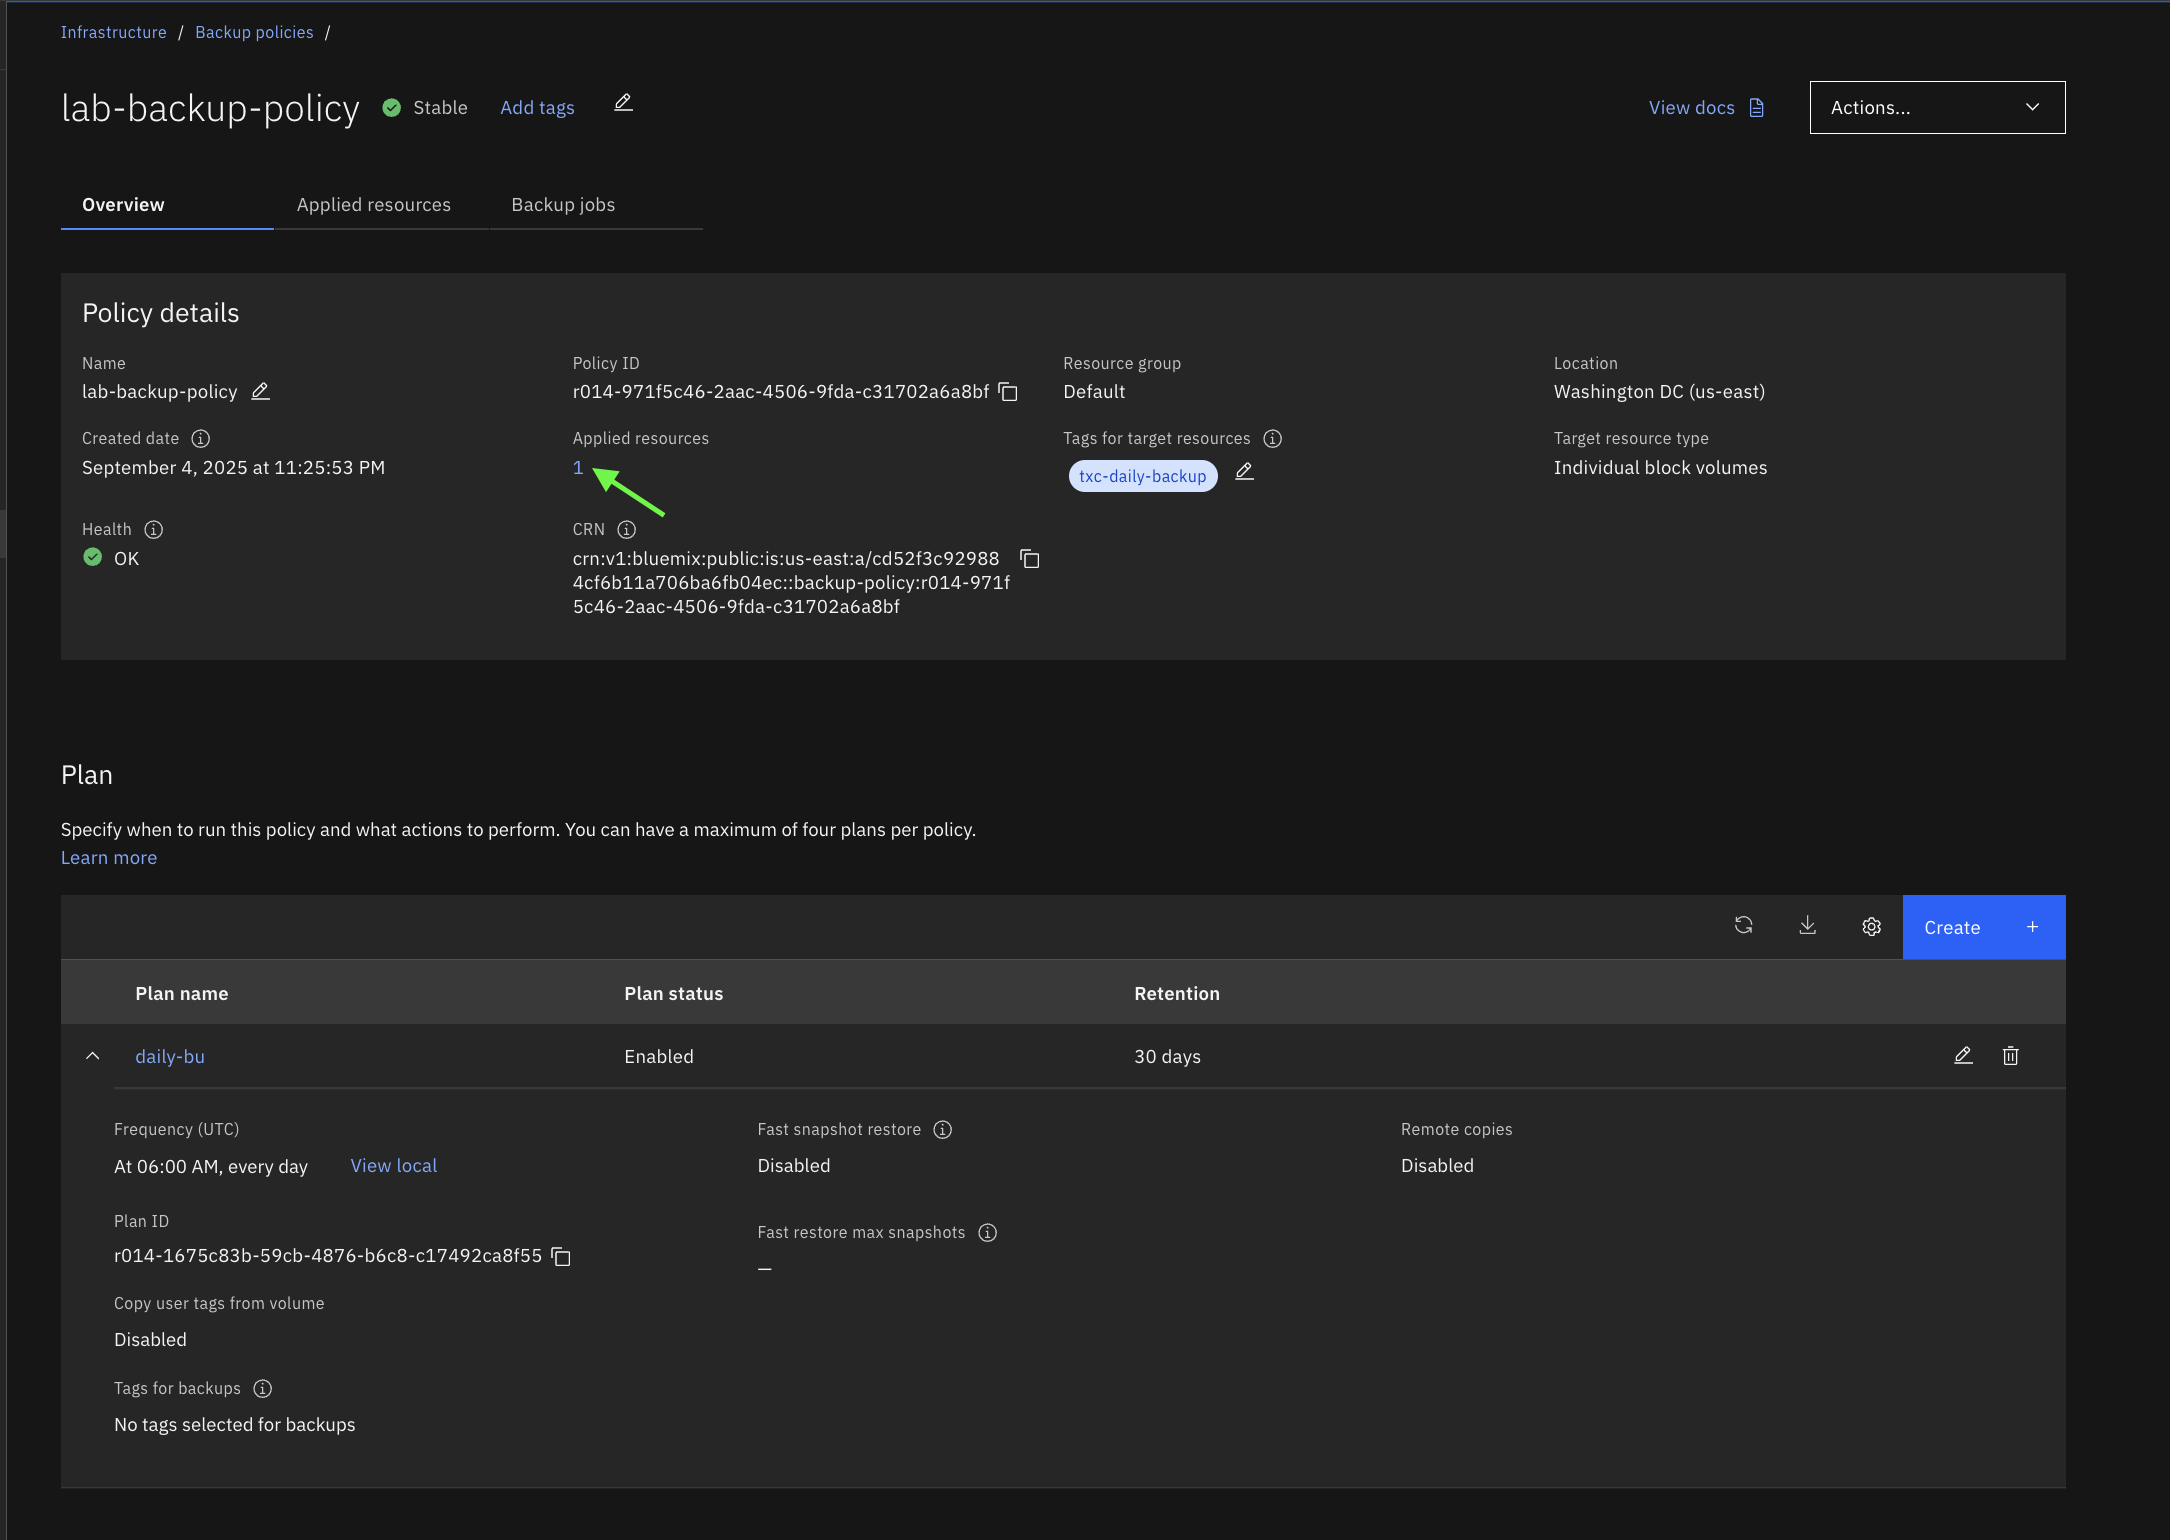 Infrastructure / Backup policies /
lab-backup-policy Stable Add tags View docs Actions...
Overview Applied resources Backup jobs
Policy details
Name Policy ID Resource group Location
lab-backup-policy r014-971f5c46-2aac-4506-9fda-c31702a6a8bf Default Washington DC (us-east)
Created date Applied resources Tags for target resources Target resource type
September 4, 2025 at 11:25:53 PM 1 txc-daily-backup Individual block volumes
Health CRN
OK crn:v1:bluemix:public:is:us-east:a/cd52f3c92988
4cf6b11a706ba6fb04ec::backup-policy:r014-971f
5c46-2aac-4506-9fda-c31702a6a8bf
Plan
Specify when to run this policy and what actions to perform. You can have a maximum of four plans per policy.
Learn more
Create +
Plan name Plan status Retention
daily-bu Enabled 30 days
Frequency (UTC) Fast snapshot restore Remote copies
At 06:00 AM, every day View local Disabled Disabled
Plan ID Fast restore max snapshots
r014-1675c83b-59cb-4876-b6c8-c17492ca8f55 —
Copy user tags from volume
Disabled
Tags for backups
No tags selected for backups